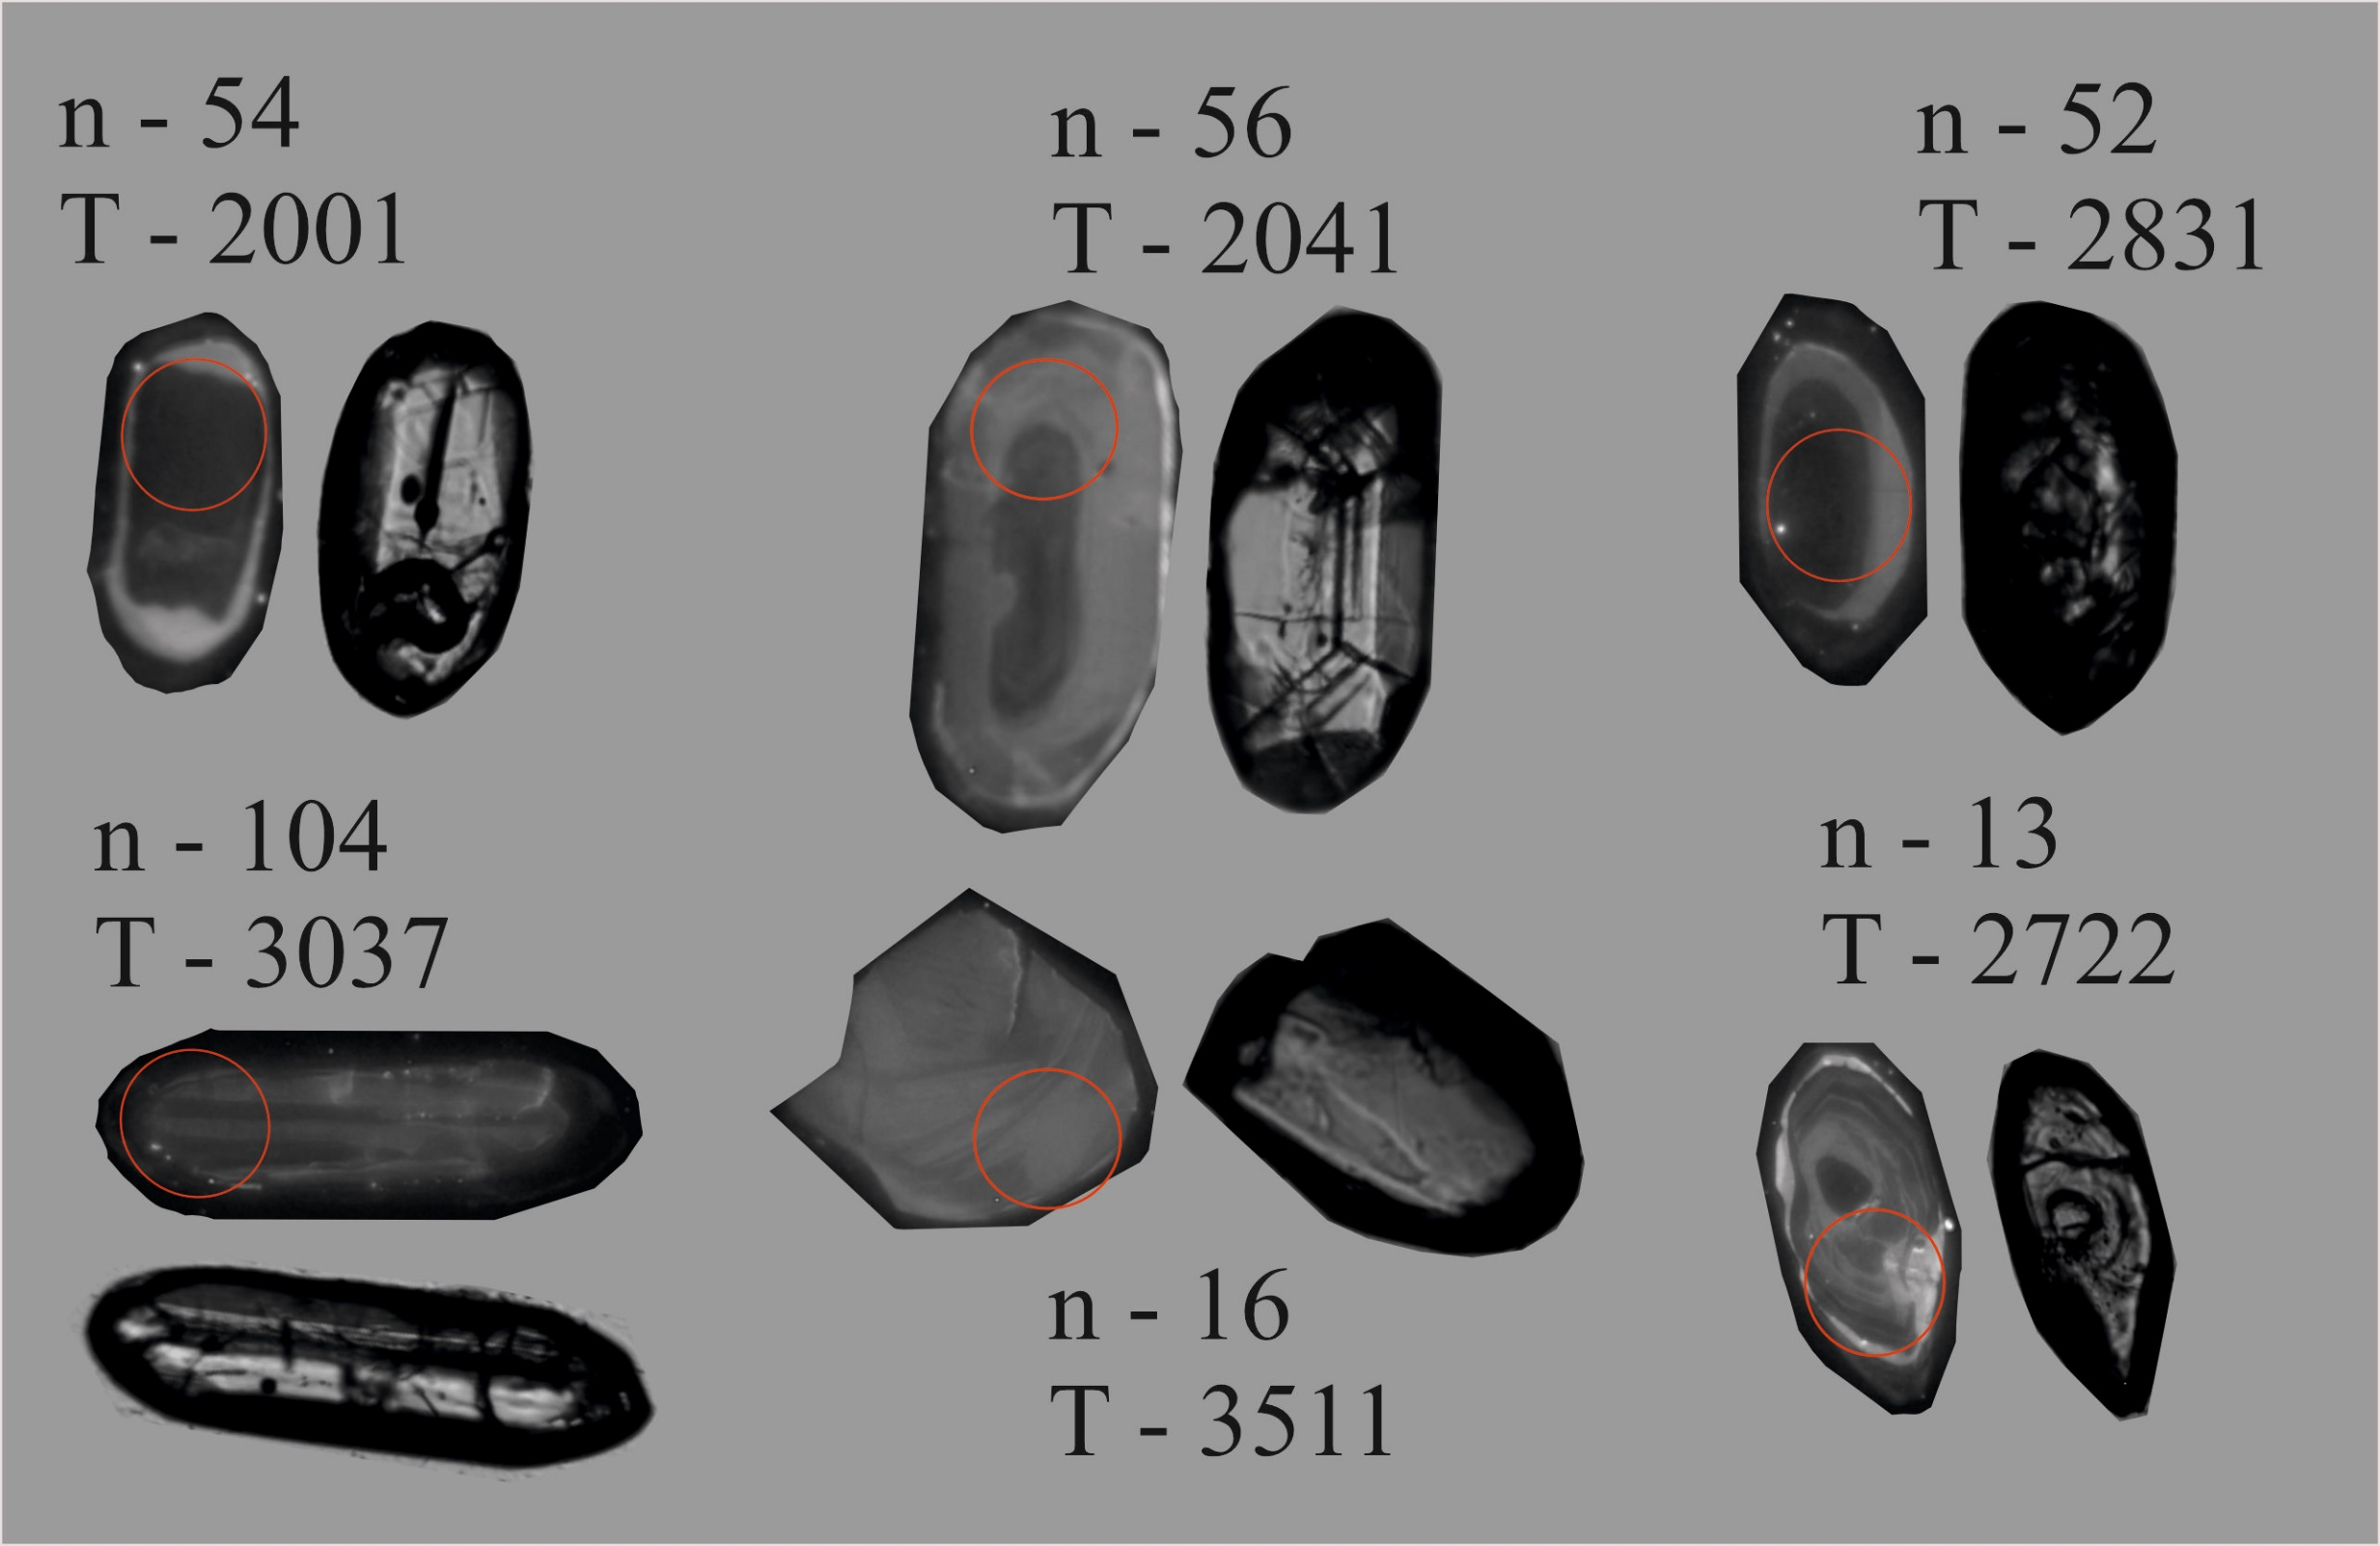 n - 54
T - 2001
n - 56
T - 2041
n - 52
T - 2831
n - 104
T - 3037
n - 13
T - 2722
n - 16
T - 3511